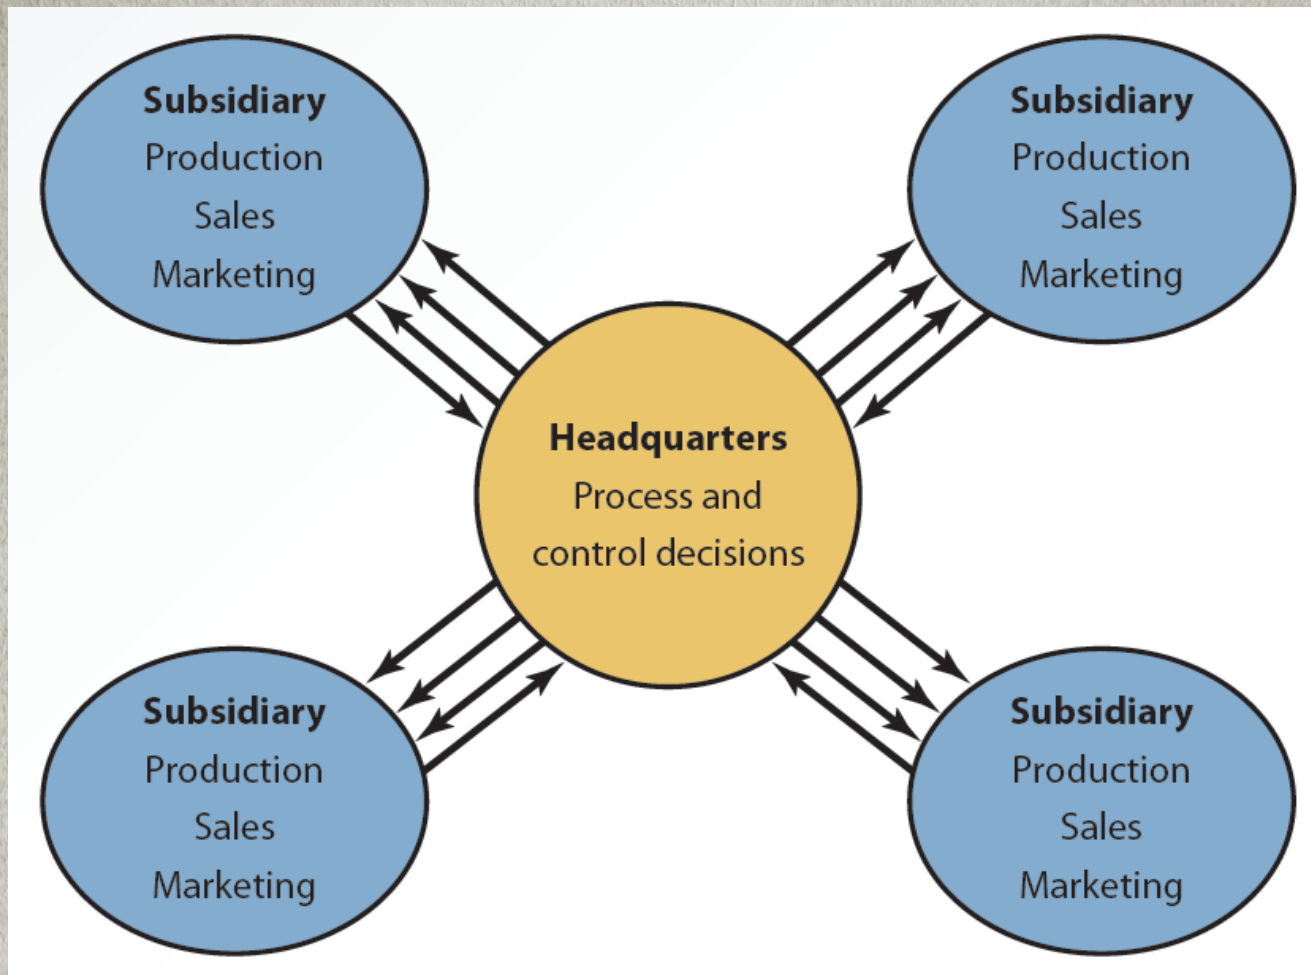 Subsidiary
Production
Sales
Marketing
Subsidiary
Production
Sales
Marketing
Headquarters
Process and
control decisions
Subsidiary
Production
Sales
Marketing
Subsidiary
Production
Sales
Marketing